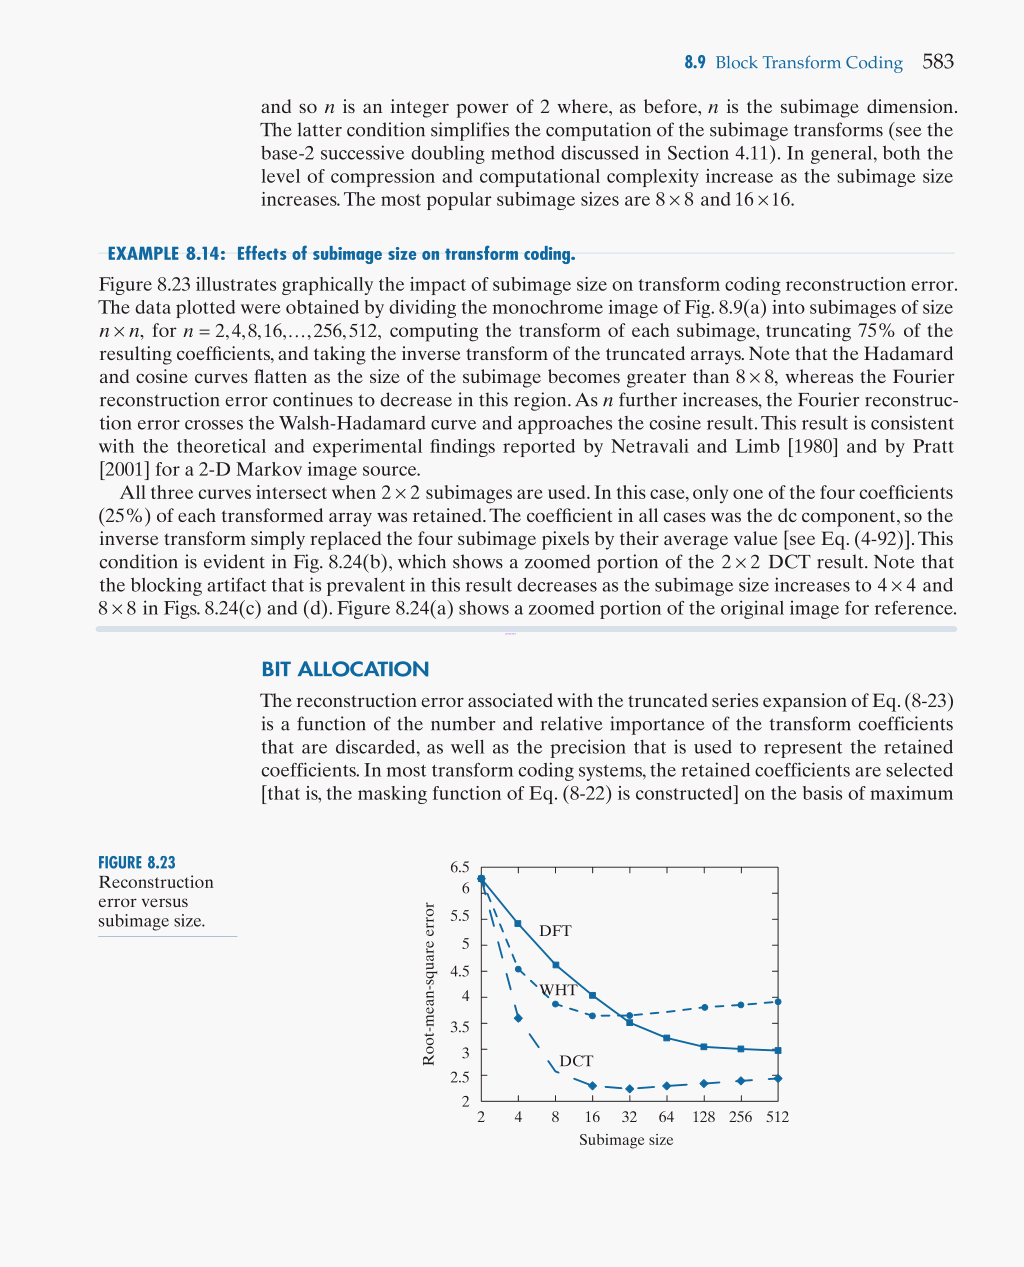 8.9 Block Transform Coding 583
and so n is an integer power of 2 where, as before, n is the subimage dimension.
The latter condition simplifies the computation of the subimage transforms (see the
base-2 successive doubling method discussed in Section 4.11). In general, both the
level of compression and computational complexity increase as the subimage size
increases. The most popular subimage sizes are 8 × 8 and 16 × 16.
EXAMPLE 8.14: Effects of subimage size on transform coding.
Figure 8.23 illustrates graphically the impact of subimage size on transform coding reconstruction error.
The data plotted were obtained by dividing the monochrome image of Fig. 8.9(a) into subimages of size
n × n, for n = 2,4,8,16,…,256,512, computing the transform of each subimage, truncating 75% of the
resulting coefficients, and taking the inverse transform of the truncated arrays. Note that the Hadamard
and cosine curves flatten as the size of the subimage becomes greater than 8 × 8, whereas the Fourier
reconstruction error continues to decrease in this region. As n further increases, the Fourier reconstruc-
tion error crosses the Walsh-Hadamard curve and approaches the cosine result. This result is consistent
with the theoretical and experimental findings reported by Netravali and Limb [1980] and by Pratt
[2001] for a 2-D Markov image source.
All three curves intersect when 2 × 2 subimages are used. In this case, only one of the four coefficients
(25%) of each transformed array was retained. The coefficient in all cases was the dc component, so the
inverse transform simply replaced the four subimage pixels by their average value [see Eq. (4-92)]. This
condition is evident in Fig. 8.24(b), which shows a zoomed portion of the 2 × 2 DCT result. Note that
the blocking artifact that is prevalent in this result decreases as the subimage size increases to 4 × 4 and
8 × 8 in Figs. 8.24(c) and (d). Figure 8.24(a) shows a zoomed portion of the original image for reference.
BIT ALLOCATION
The reconstruction error associated with the truncated series expansion of Eq. (8-23)
is a function of the number and relative importance of the transform coefficients
that are discarded, as well as the precision that is used to represent the retained
coefficients. In most transform coding systems, the retained coefficients are selected
[that is, the masking function of Eq. (8-22) is constructed] on the basis of maximum
FIGURE 8.23
Reconstruction
error versus
subimage size.
Root-mean-square error
6.5
6
5.5
5
4.5
4
3.5
3
2.5
2
DFT
WHT
DCT
2 4 8 16 32 64 128 256 512
Subimage size